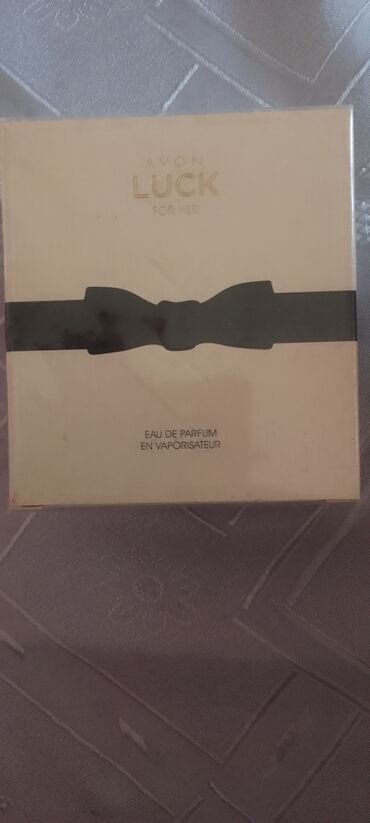 AVON
LUCK
FOR HER
EAU DE PARFUM
EN VAPORISATEUR